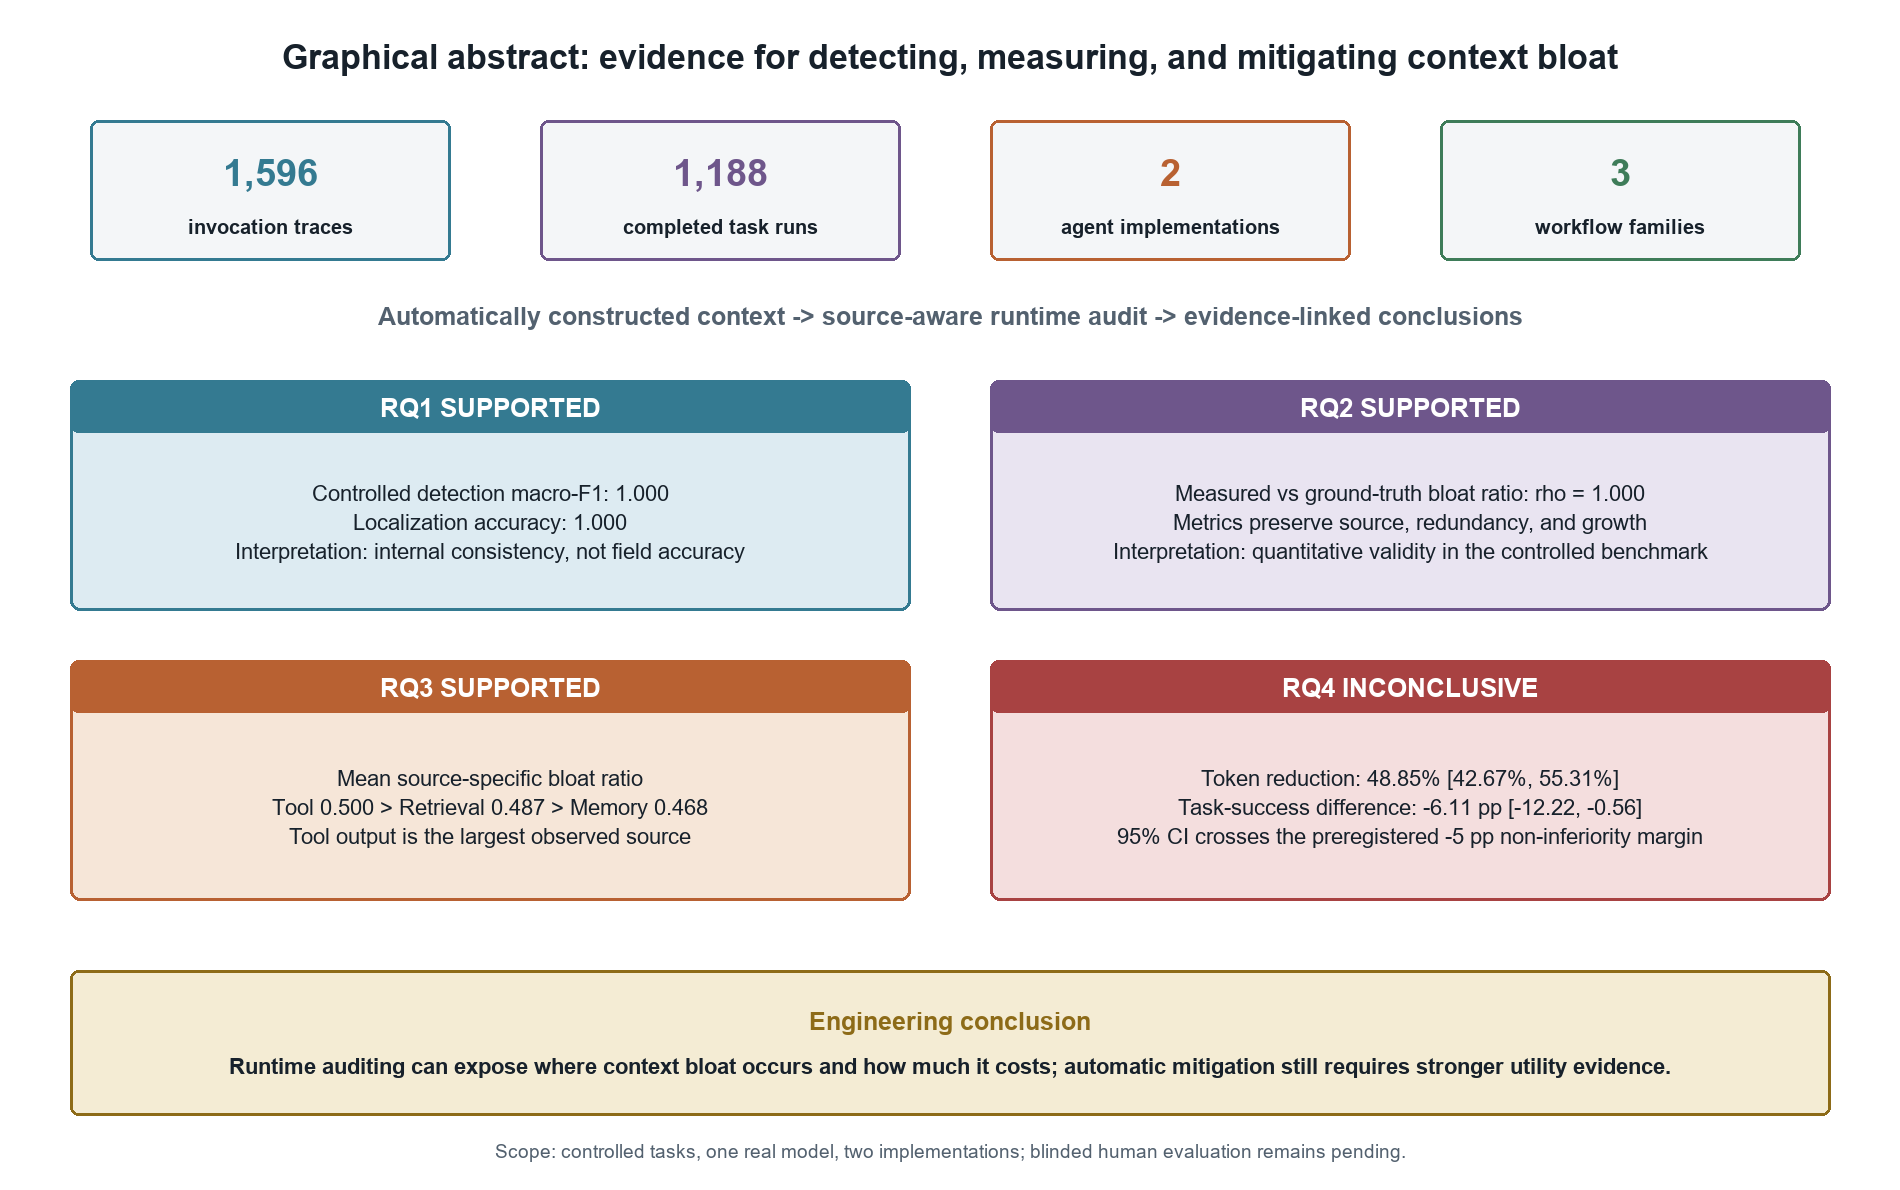 Graphical abstract: evidence for detecting, measuring, and mitigating context bloat
1,596
invocation traces
1,188
completed task runs
2
agent implementations
3
workflow families
Automatically constructed context -> source-aware runtime audit -> evidence-linked conclusions
RQ1 SUPPORTED
Controlled detection macro-F1: 1.000
Localization accuracy: 1.000
Interpretation: internal consistency, not field accuracy
RQ2 SUPPORTED
Measured vs ground-truth bloat ratio: rho = 1.000
Metrics preserve source, redundancy, and growth
Interpretation: quantitative validity in the controlled benchmark
RQ3 SUPPORTED
Mean source-specific bloat ratio
Tool 0.500 > Retrieval 0.487 > Memory 0.468
Tool output is the largest observed source
RQ4 INCONCLUSIVE
Token reduction: 48.85% [42.67%, 55.31%]
Task-success difference: -6.11 pp [-12.22, -0.56]
95% CI crosses the preregistered -5 pp non-inferiority margin
Engineering conclusion
Runtime auditing can expose where context bloat occurs and how much it costs; automatic mitigation still requires stronger utility evidence.
Scope: controlled tasks, one real model, two implementations; blinded human evaluation remains pending.